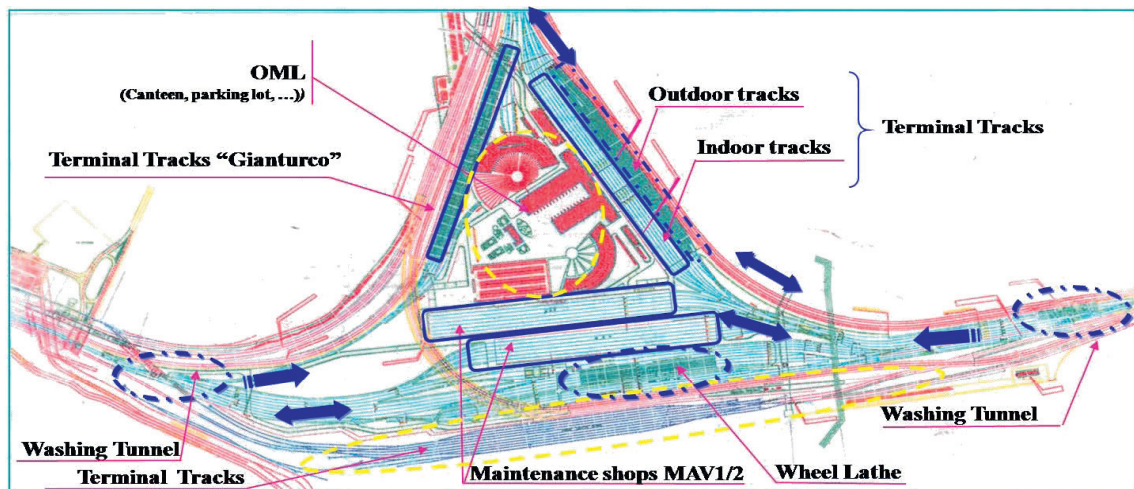 OML
(Canteen, parking lot, …))
Terminal Tracks “Gianturco”
Outdoor tracks
Indoor tracks
Terminal Tracks
Washing Tunnel
Terminal Tracks
Maintenance shops MAV1/2
Wheel Lathe
Washing Tunnel